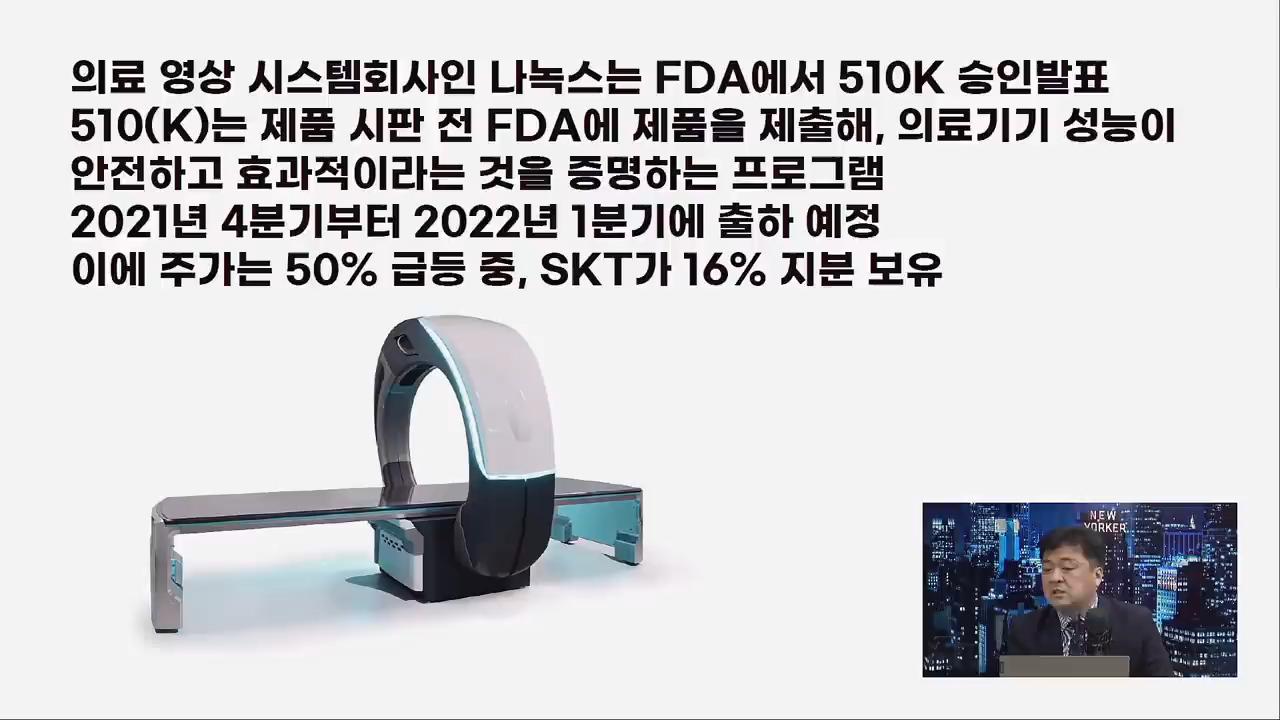 의료 영상 시스템회사인 나녹스는 FDA에서 510K 승인발표
510(K)는 제품 시판 전 FDA에 제품을 제출해, 의료기기 성능이
안전하고 효과적이라는 것을 증명하는 프로그램
2021년 4분기부터 2022년 1분기에 출하 예정
이에 주가는 50% 급등 중, SKT가 16% 지분 보유
NEW
YORKER